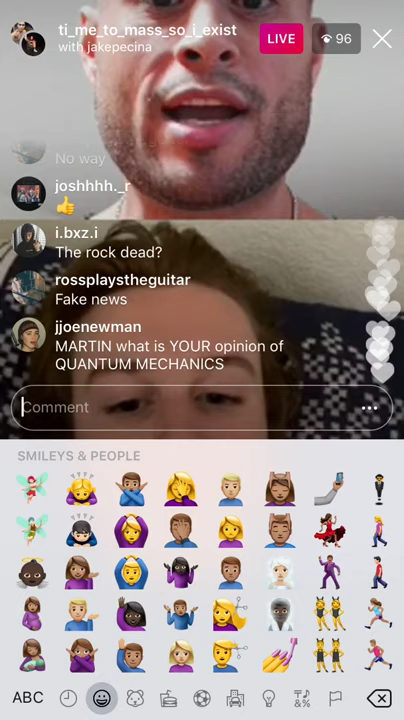 ti_me_to_mass_so_i_exist
with jakepecina
LIVE
96
No way
joshhhh._r
i.bxz.i
The rock dead?
rossplaystheguitar
Fake news
jjoenewman
MARTIN what is YOUR opinion of
QUANTUM MECHANICS
Comment
SMILEYS & PEOPLE
ABC